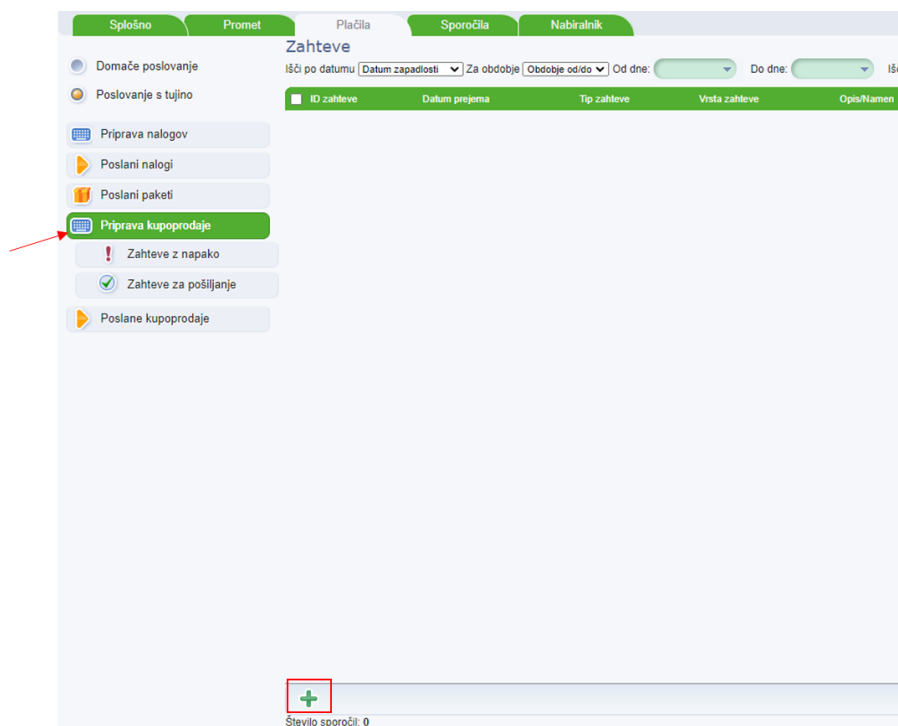 Splošno Promet Plačila Sporočila Nabiralnik
Zahteve
Domače poslovanje
Išči po datumu Datum zapadlosti Za obdobje Obdobje od/do Od dne: Do dne:
Poslovanje s tujino
ID zahteve Datum prejema Tip zahteve Vrsta zahteve Opis/Namen
Priprava nalogov
Poslani nalogi
Poslani paketi
Priprava kupoprodaje
Zahteve z napako
Zahteve za pošiljanje
Poslane kupoprodaje
Število sporočil: 0